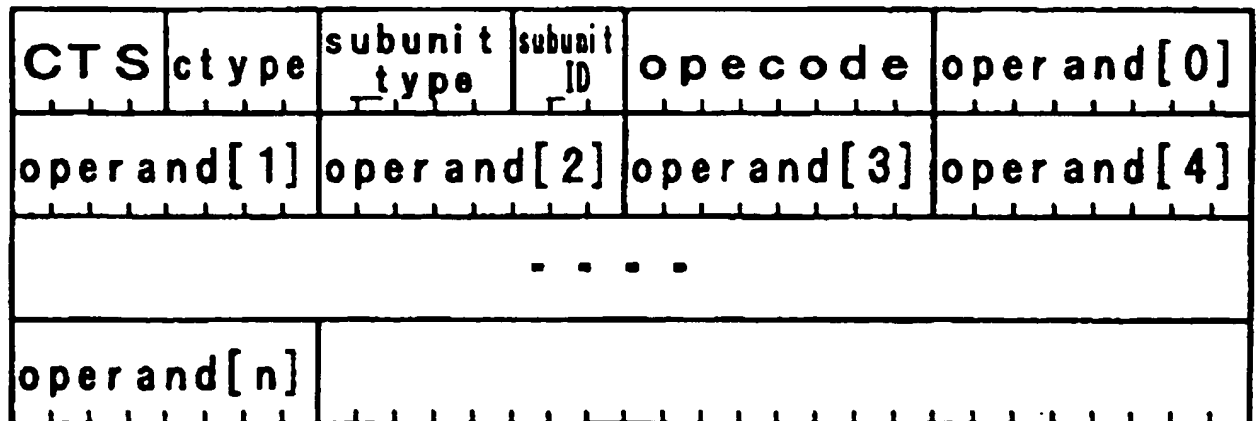 CTS ctype subunit_type subunit_ID opecode operand[0]
operand[1] operand[2] operand[3] operand[4]
- - - -
operand[n]